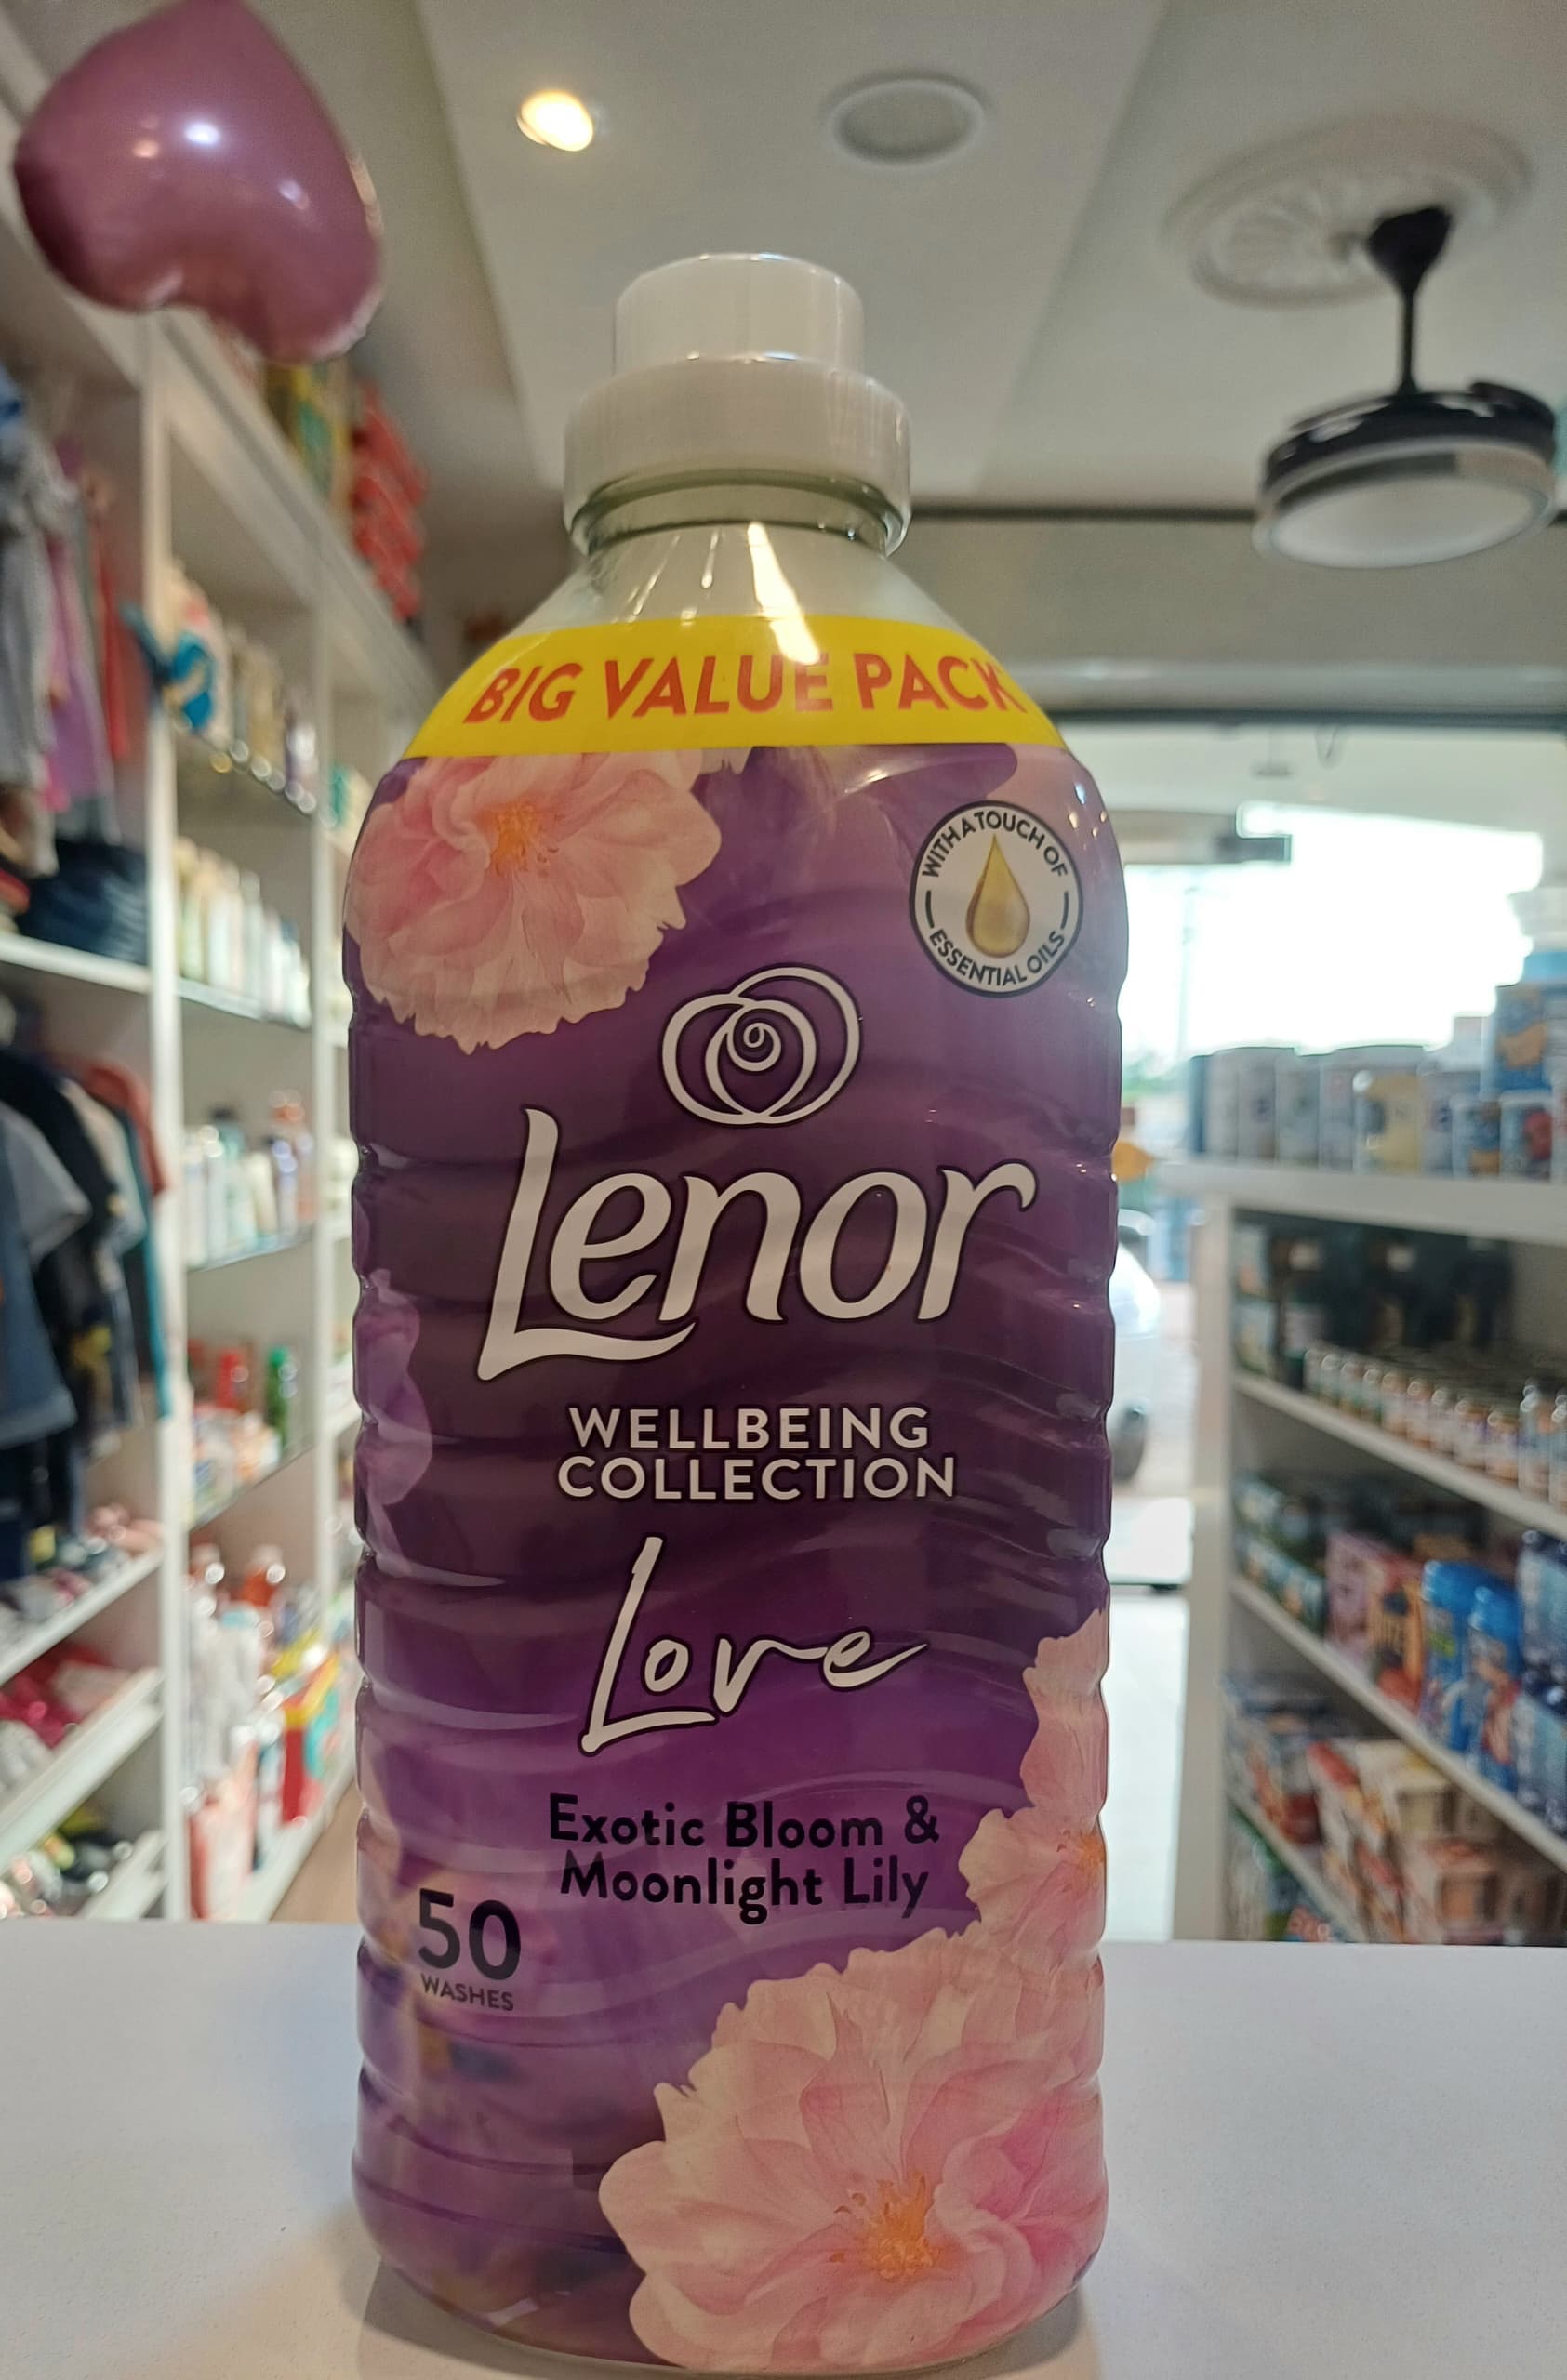 BIG VALUE PACK
WITH A TOUCH OF
ESSENTIAL OILS
Lenor
WELLBEING
COLLECTION
Love
Exotic Bloom &
Moonlight Lily
50
WASHES